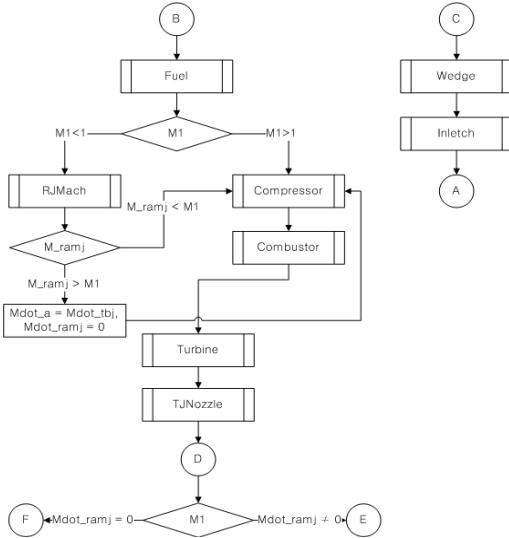 B
C
Fuel
Wedge
M1<1
M1
M1>1
Inletch
RJMach
Compressor
A
M_ramj < M1
M_ramj
Combustor
M_ramj > M1
Mdot_a = Mdot_tbj,
Mdot_ramj = 0
Turbine
TJNozzle
D
F
Mdot_ramj = 0
M1
Mdot_ramj ≠ 0
E